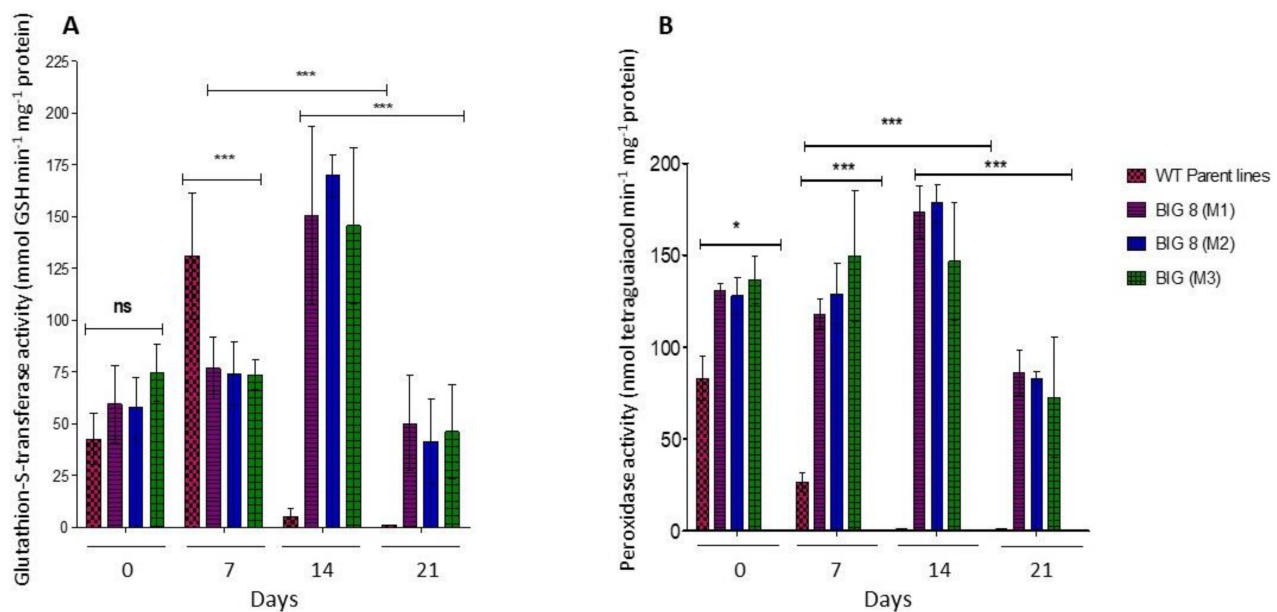 A
Glutathion-S-transferase activity (mmol GSH min⁻¹ mg⁻¹ protein)
225
200
175
150
125
100
75
50
25
0
ns
***
***
***
0 7 14 21
Days
B
Peroxidase activity (nmol tetraguaiacol min⁻¹ mg⁻¹ protein)
200
150
100
50
0
*
***
***
***
0 7 14 21
Days
WT Parent lines
BIG 8 (M1)
BIG 8 (M2)
BIG (M3)